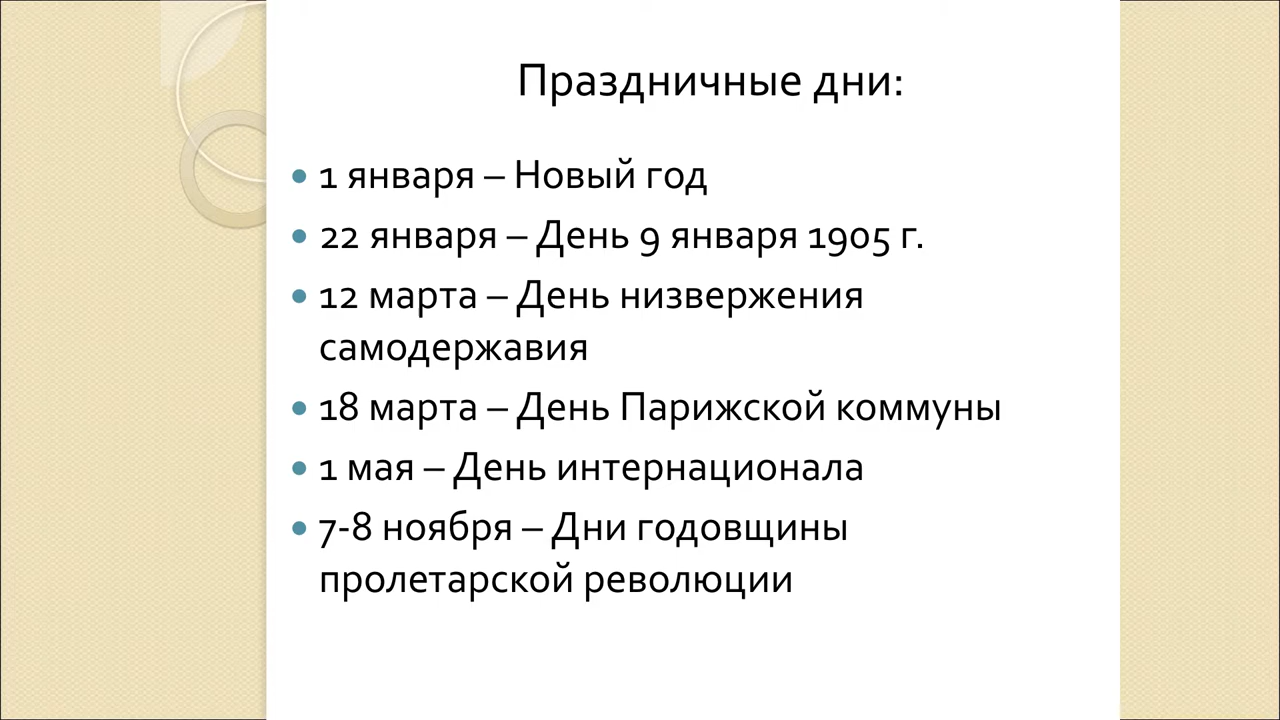 Праздничные дни:
• 1 января – Новый год
• 22 января – День 9 января 1905 г.
• 12 марта – День низвержения
самодержавия
• 18 марта – День Парижской коммуны
• 1 мая – День интернационала
• 7-8 ноября – Дни годовщины
пролетарской революции